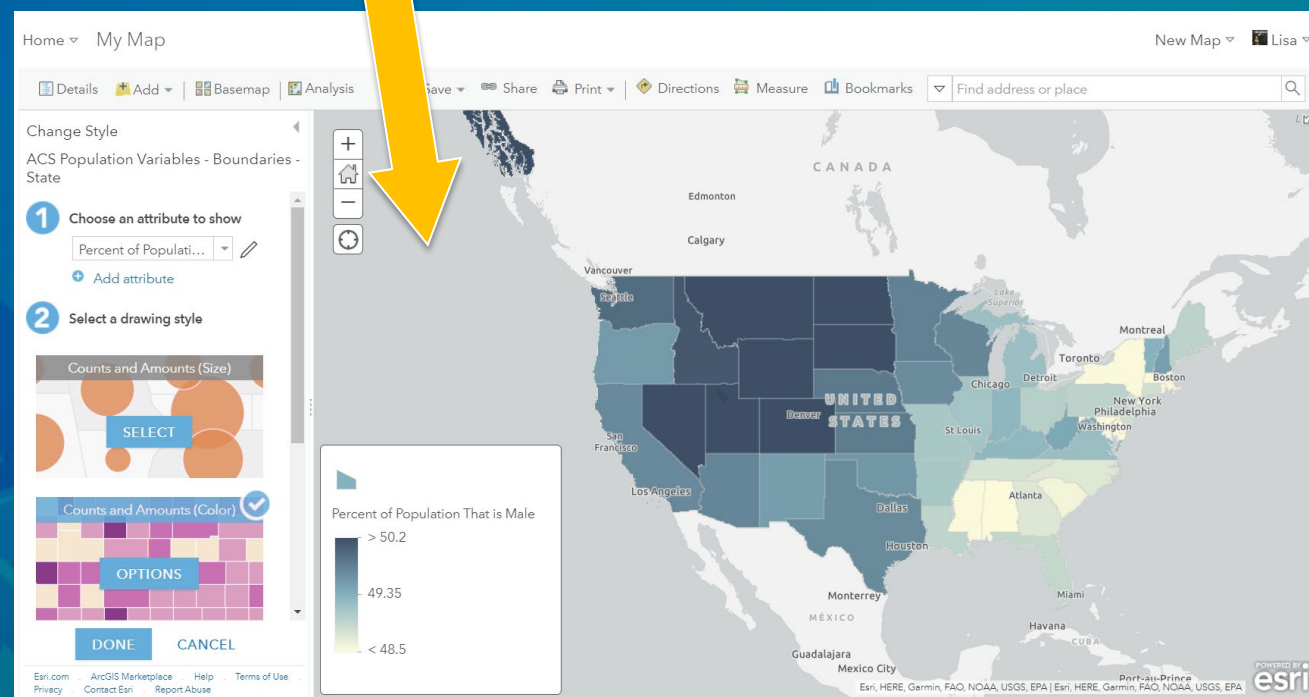 Home My Map New Map Lisa
Details Add Basemap Analysis Save Share Print Directions Measure Bookmarks Find address or place
Change Style
ACS Population Variables - Boundaries -
State
1 Choose an attribute to show
Percent of Populati...
Add attribute
2 Select a drawing style
Counts and Amounts (Size)
SELECT
Counts and Amounts (Color)
OPTIONS
DONE CANCEL
Esri.com . ArcGIS Marketplace . Help . Terms of Use .
Privacy . Contact Esri . Report Abuse
CANADA
Edmonton
Calgary
Vancouver
Seattle
Lake
Superior
Montreal
Toronto
Boston
Detroit
Chicago
New York
Philadelphia
UNITED
STATES
Denver
Washington
St Louis
San
Francisco
Los Angeles
Atlanta
Dallas
Houston
Monterrey
Miami
MÉXICO
Havana
CUBA
Guadalajara
Mexico City
Port-au-Prince
Percent of Population That is Male
> 50.2
49.35
< 48.5
Esri, HERE, Garmin, FAO, NOAA, USGS, EPA | Esri, HERE, Garmin, FAO, NOAA, USGS, EPA
POWERED BY
esri